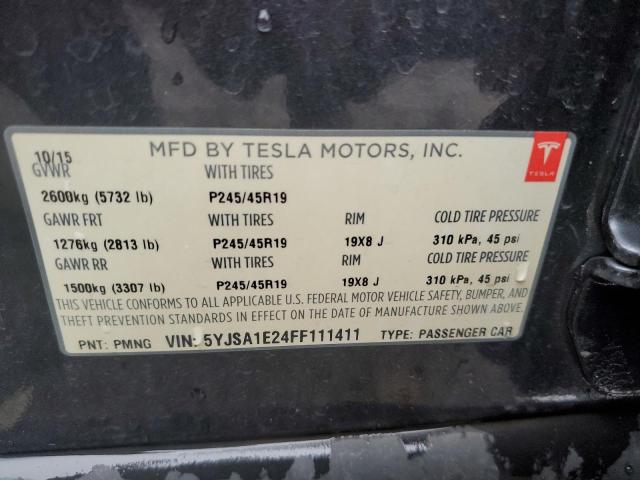 10/15 MFD BY TESLA MOTORS, INC.
GVWR WITH TIRES TESLA
2600kg (5732 lb) P245/45R19
GAWR FRT WITH TIRES RIM COLD TIRE PRESSURE
1276kg (2813 lb) P245/45R19 19X8 J 310 kPa, 45 psi
GAWR RR WITH TIRES RIM COLD TIRE PRESSURE
1500kg (3307 lb) P245/45R19 19X8 J 310 kPa, 45 psi
THIS VEHICLE CONFORMS TO ALL APPLICABLE U.S. FEDERAL MOTOR VEHICLE SAFETY, BUMPER, AND
THEFT PREVENTION STANDARDS IN EFFECT ON THE DATE OF MANUFACTURE SHOWN ABOVE.
PNT: PMNG VIN: 5YJSA1E24FF111411 TYPE: PASSENGER CAR